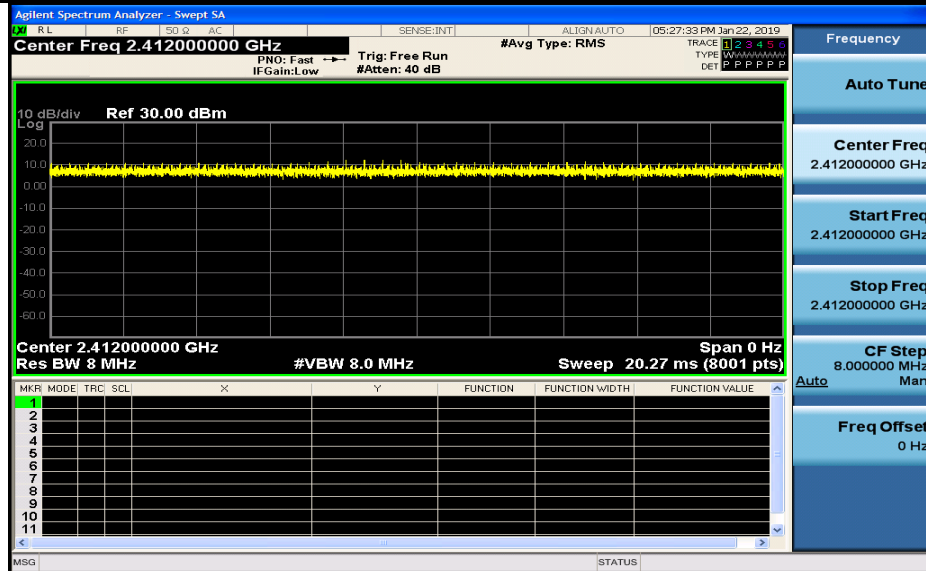 Agilent Spectrum Analyzer - Swept SA
LXI RL RF 50 Ω AC SENSE:INT ALIGN AUTO 05:27:33 PM Jan 22, 2019
Center Freq 2.412000000 GHz
#Avg Type: RMS
TRACE 1 2 3 4 5 6
PNO: Fast
Trig: Free Run
TYPE WWWWWW
IFGain:Low
#Atten: 40 dB
DET P P P P P P
10 dB/div
Ref 30.00 dBm
Log
20.0
10.0
0.00
-10.0
-20.0
-30.0
-40.0
-50.0
-60.0
Center 2.412000000 GHz
Span 0 Hz
Res BW 8 MHz
#VBW 8.0 MHz
Sweep 20.27 ms (8001 pts)
MKR MODE TRC SCL X Y FUNCTION FUNCTION WIDTH FUNCTION VALUE
1
2
3
4
5
6
7
8
9
10
11
MSG
STATUS
Frequency
Auto Tune
Center Freq
2.412000000 GHz
Start Freq
2.412000000 GHz
Stop Freq
2.412000000 GHz
CF Step
8.000000 MHz
Auto Man
Freq Offset
0 Hz